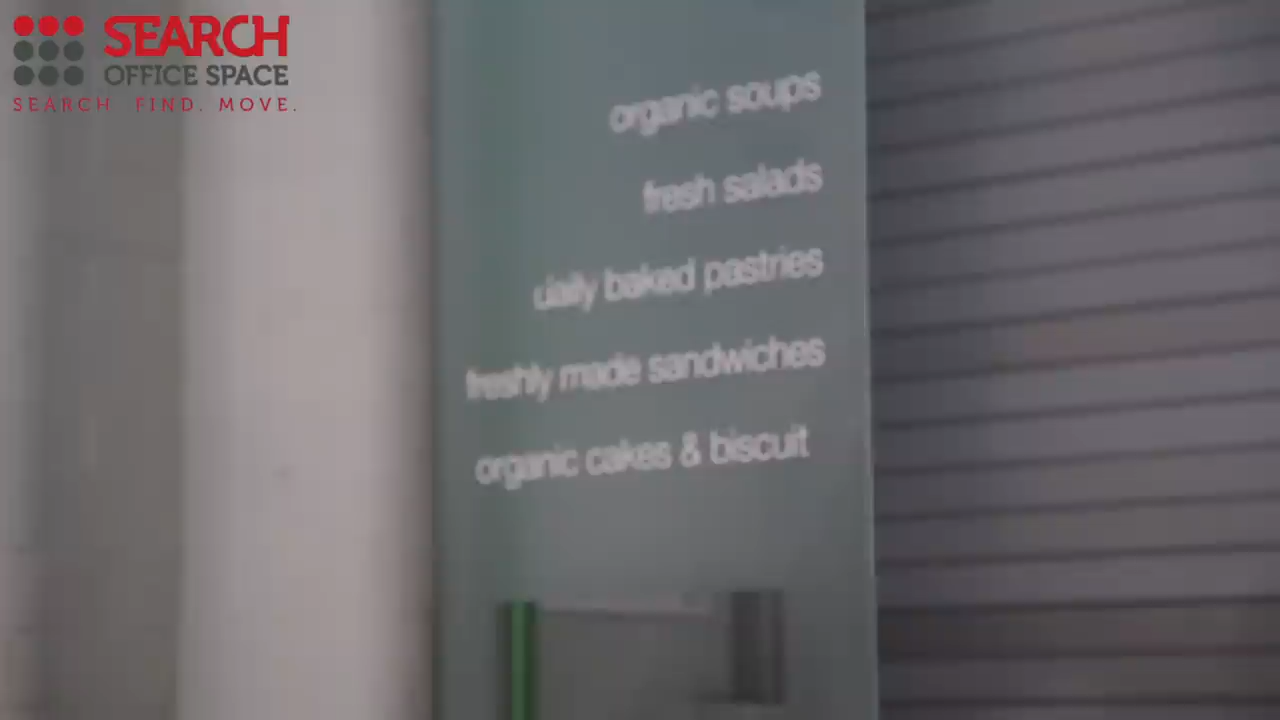 SEARCH
OFFICE SPACE
SEARCH. FIND. MOVE.
organic soups
fresh salads
daily baked pastries
freshly made sandwiches
organic cakes & biscuit